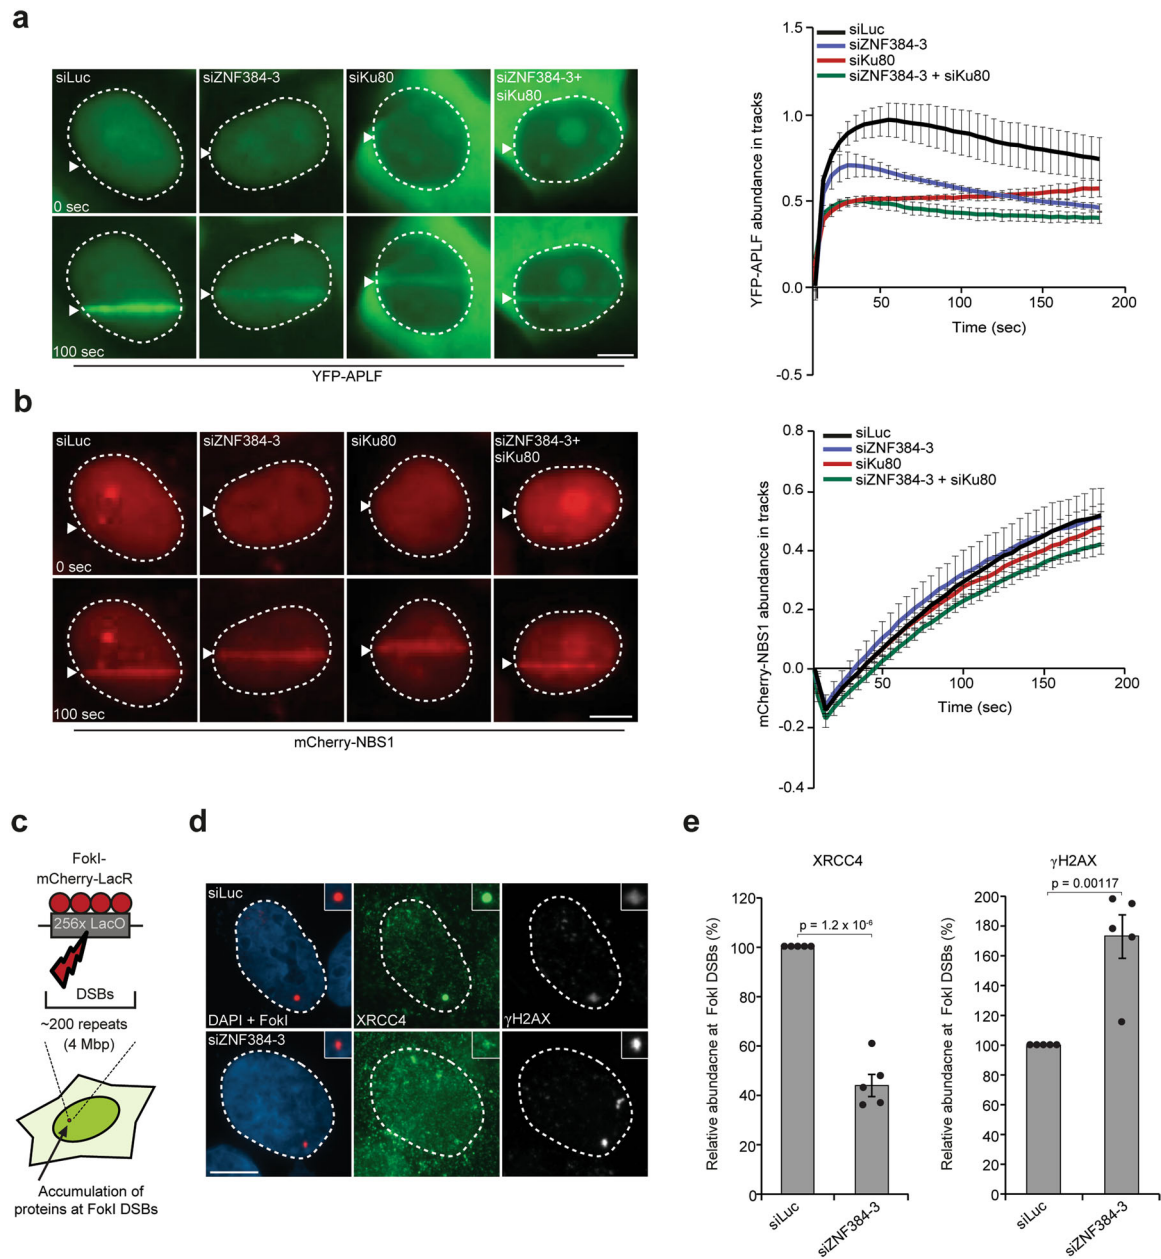 a
siLuc
siZNF384-3
siKu80
siZNF384-3+
siKu80
0 sec
100 sec
YFP-APLF
1.5
1.0
0.5
0.0
-0.5
50
100
150
200
YFP-APLF abundance in tracks
Time (sec)
siLuc
siZNF384-3
siKu80
siZNF384-3 + siKu80
b
siLuc
siZNF384-3
siKu80
siZNF384-3+
siKu80
0 sec
100 sec
mCherry-NBS1
0.8
0.6
0.4
0.2
0.0
-0.2
-0.4
50
100
150
200
mCherry-NBS1 abundance in tracks
Time (sec)
siLuc
siZNF384-3
siKu80
siZNF384-3 + siKu80
c
FokI-
mCherry-LacR
256x LacO
DSBs
~200 repeats
(4 Mbp)
Accumulation of
proteins at FokI DSBs
d
siLuc
DAPI + FokI
XRCC4
γH2AX
siZNF384-3
e
XRCC4
p = 1.2 x 10⁻⁶
120
100
80
60
40
20
0
Relative abundacne at FokI DSBs (%)
siLuc
siZNF384-3
γH2AX
p = 0.00117
200
180
160
140
120
100
80
60
40
20
0
Relative abundacne at FokI DSBs (%)
siLuc
siZNF384-3